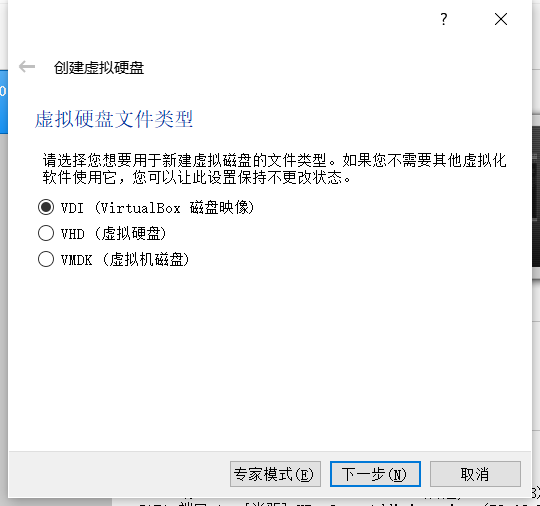 ?
创建虚拟硬盘
虚拟硬盘文件类型
请选择您想要用于新建虚拟磁盘的文件类型。如果您不需要其他虚拟化
软件使用它，您可以让此设置保持不更改状态。
VDI (VirtualBox 磁盘映像)
VHD (虚拟硬盘)
VMDK (虚拟机磁盘)
专家模式(E)
下一步(N)
取消